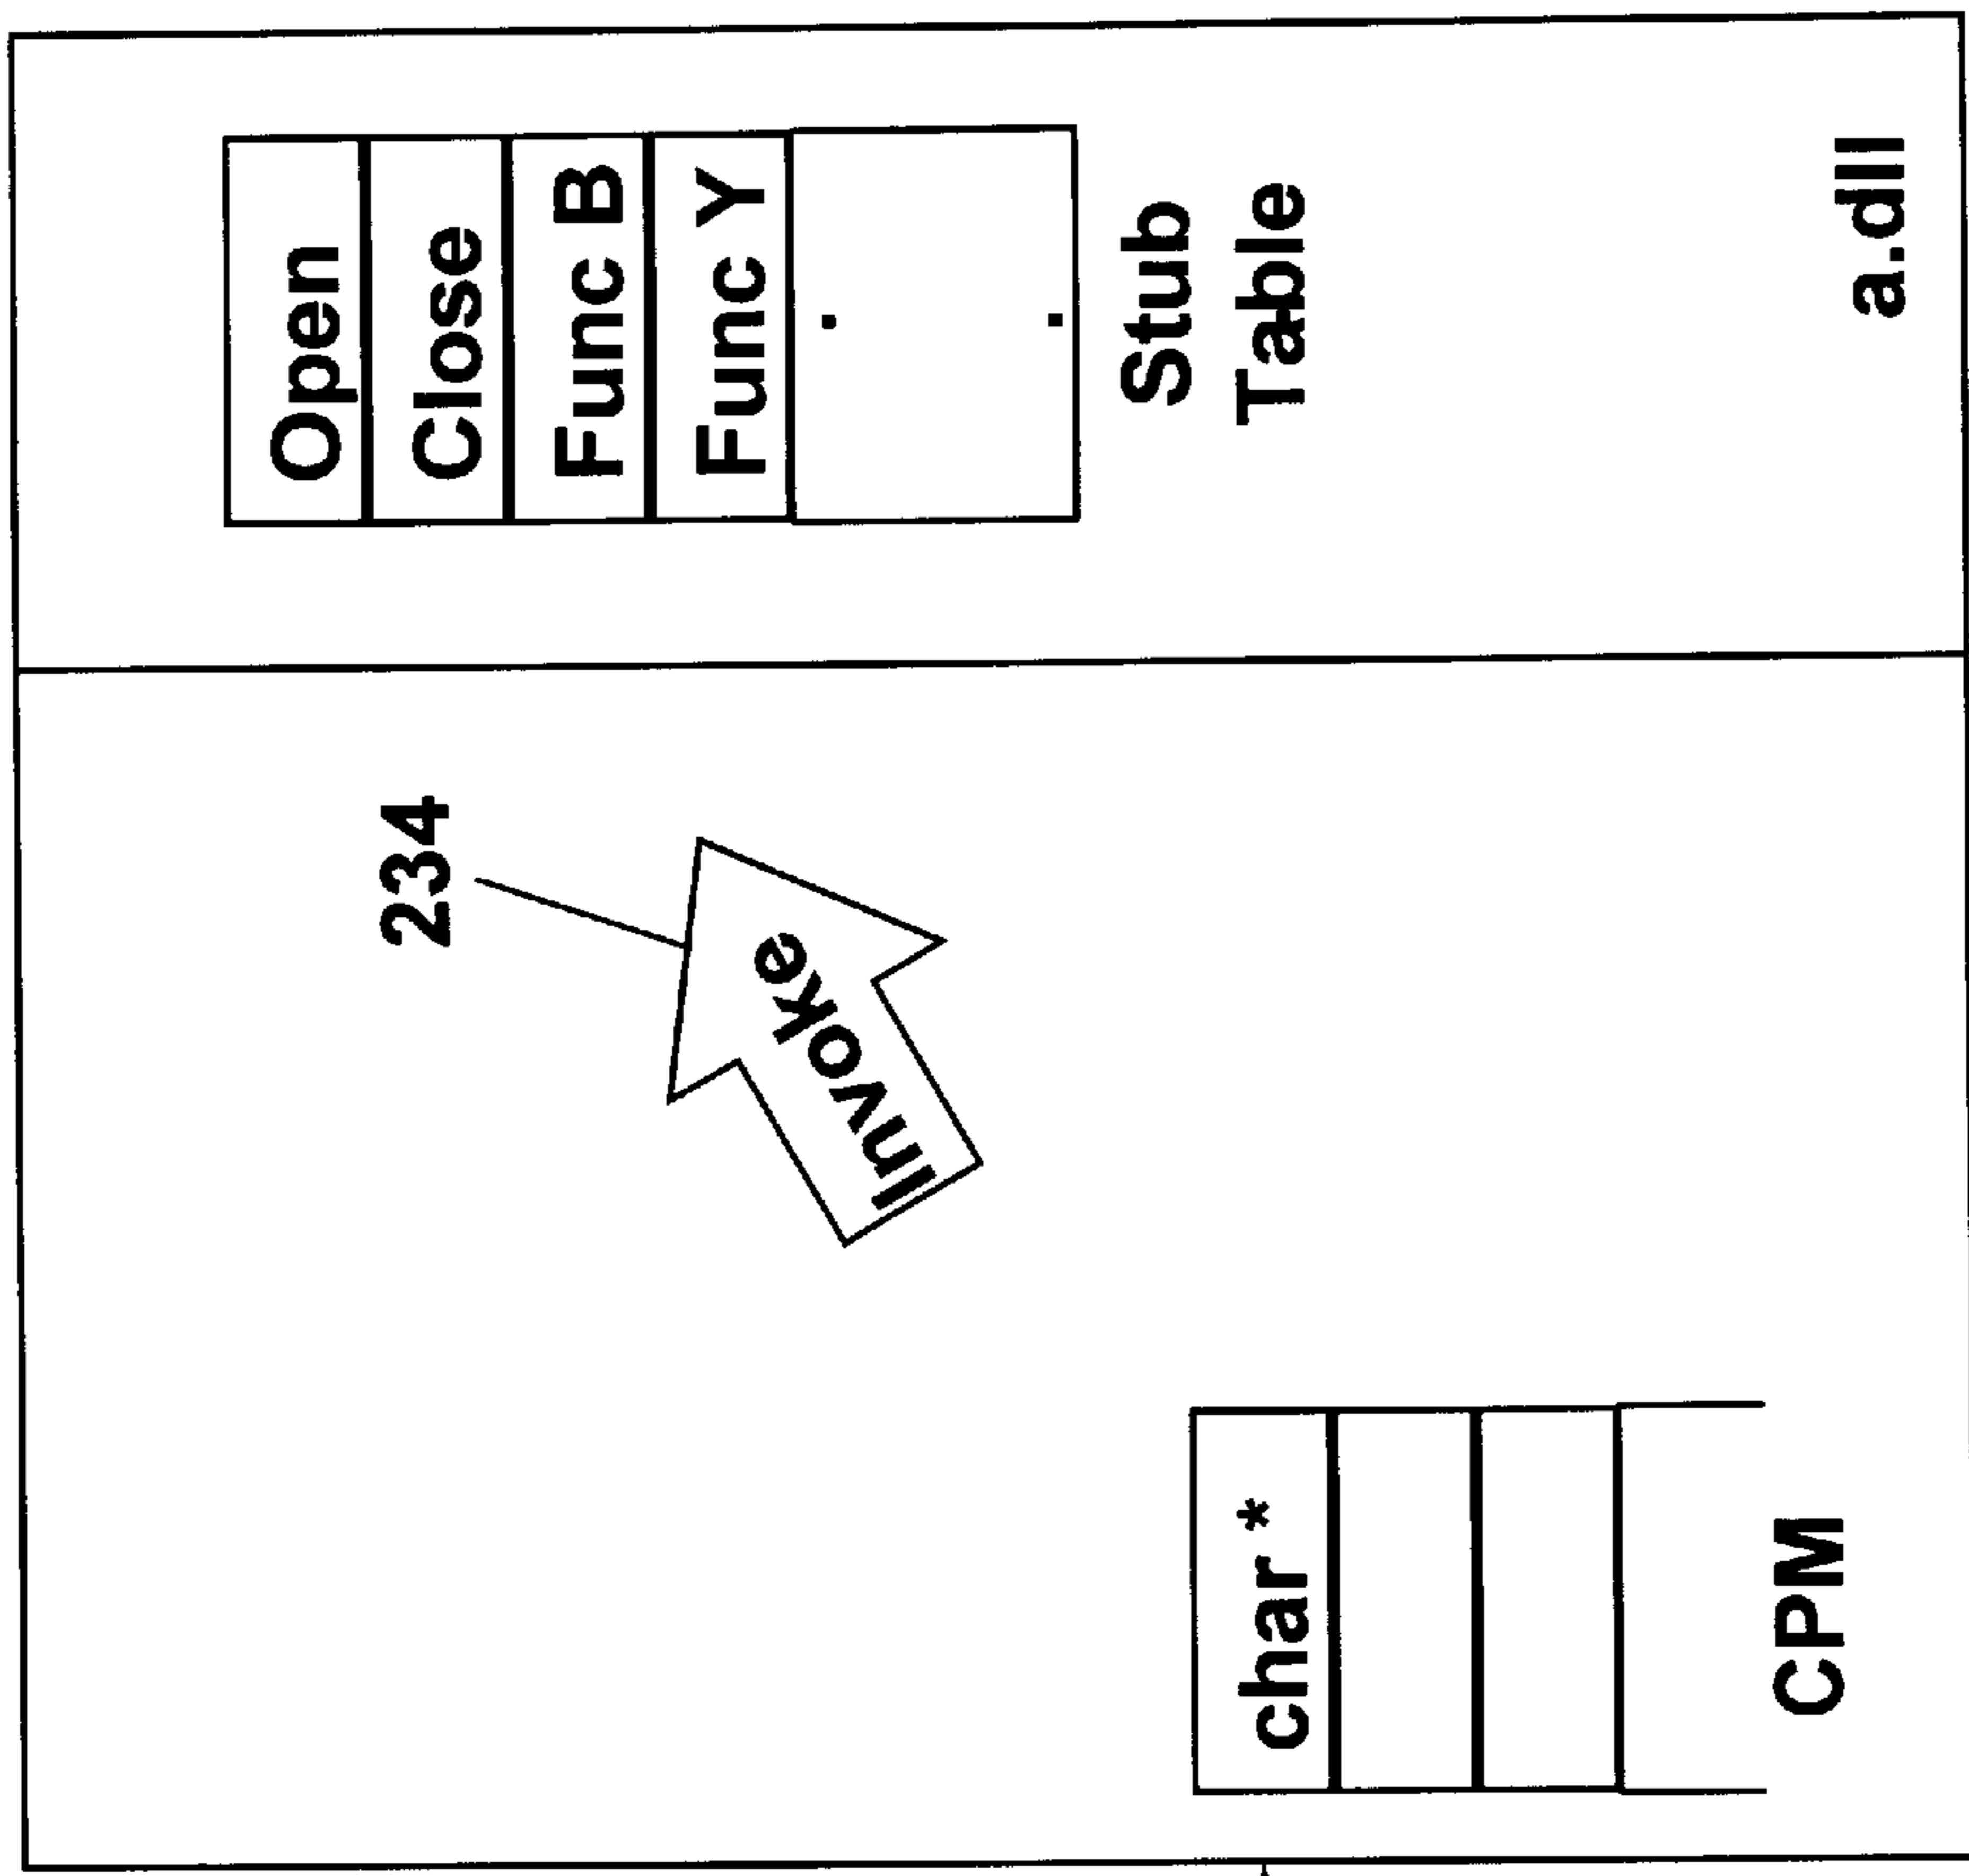 234
Invoke
char *
CPM
Open
Close
Func B
Func Y
.
.
Stub
Table
a.dll